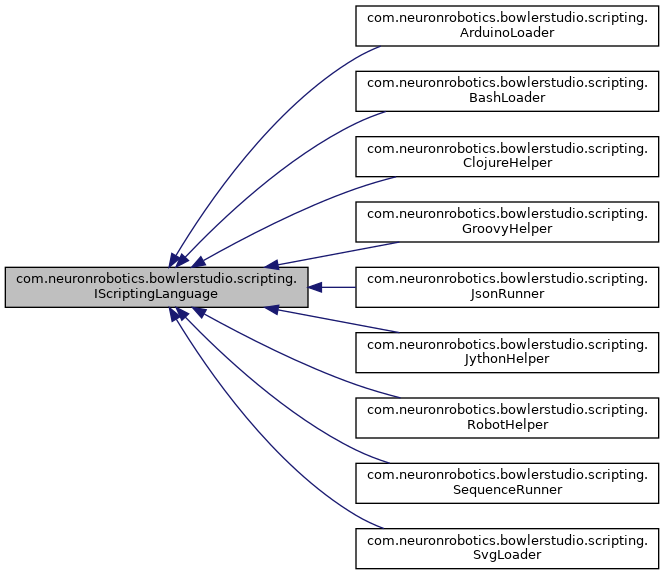 com.neuronrobotics.bowlerstudio.scripting.
ArduinoLoader
com.neuronrobotics.bowlerstudio.scripting.
BashLoader
com.neuronrobotics.bowlerstudio.scripting.
ClojureHelper
com.neuronrobotics.bowlerstudio.scripting.
GroovyHelper
com.neuronrobotics.bowlerstudio.scripting.
IScriptingLanguage
com.neuronrobotics.bowlerstudio.scripting.
JsonRunner
com.neuronrobotics.bowlerstudio.scripting.
JythonHelper
com.neuronrobotics.bowlerstudio.scripting.
RobotHelper
com.neuronrobotics.bowlerstudio.scripting.
SequenceRunner
com.neuronrobotics.bowlerstudio.scripting.
SvgLoader